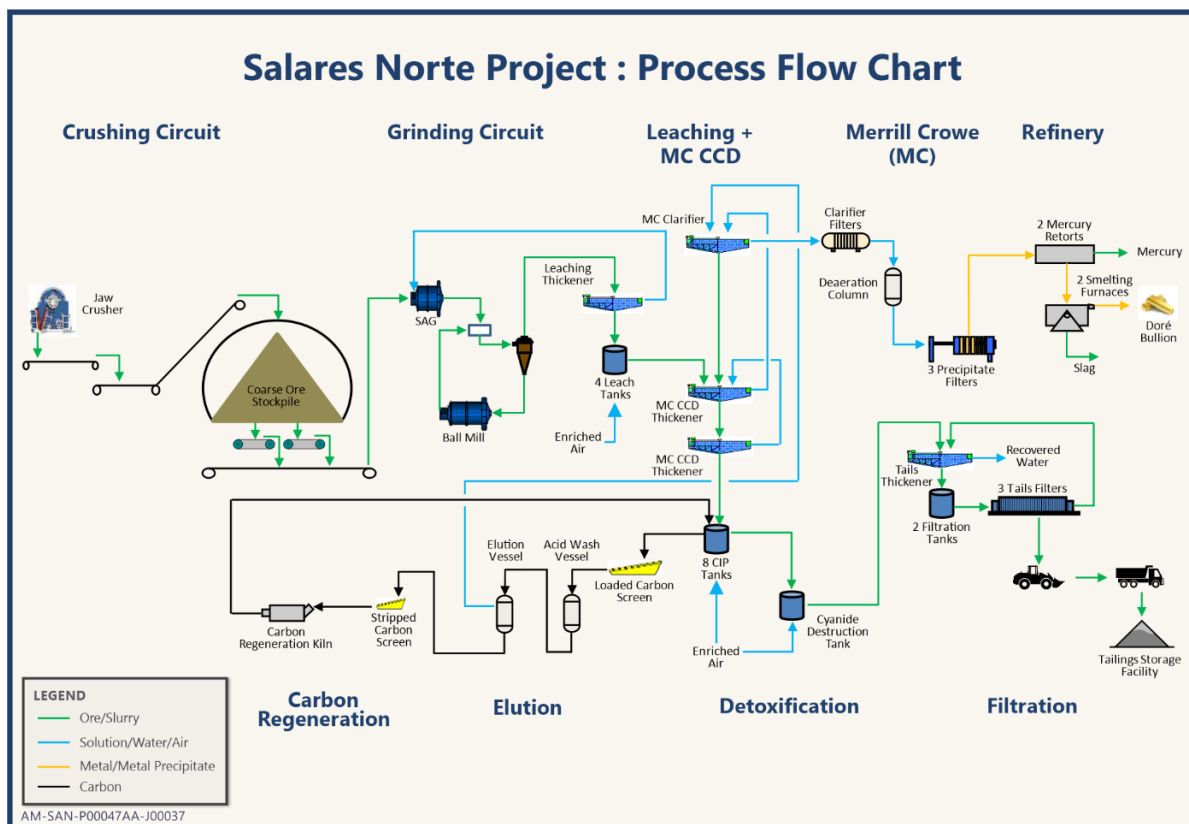 Salares Norte Project : Process Flow Chart
Crushing Circuit
Grinding Circuit
Leaching +
MC CCD
Merrill Crowe
(MC)
Refinery
Jaw
Crusher
Coarse Ore
Stockpile
SAG
Ball Mill
Leaching
Thickener
4 Leach
Tanks
Enriched
Air
MC Clarifier
MC CCD
Thickener
MC CCD
Thickener
Clarifier
Filters
Deaeration
Column
3 Precipitate
Filters
2 Mercury
Retorts
Mercury
2 Smelting
Furnaces
Doré
Bullion
Slag
Tails
Thickener
Recovered
Water
2 Filtration
Tanks
3 Tails Filters
Tailings Storage
Facility
8 CIP
Tanks
Enriched
Air
Cyanide
Destruction
Tank
Loaded Carbon
Screen
Acid Wash
Vessel
Elution
Vessel
Stripped
Carbon
Screen
Carbon
Regeneration Kiln
Carbon
Regeneration
Elution
Detoxification
Filtration
LEGEND
Ore/Slurry
Solution/Water/Air
Metal/Metal Precipitate
Carbon
AM-SAN-P00047AA-J00037